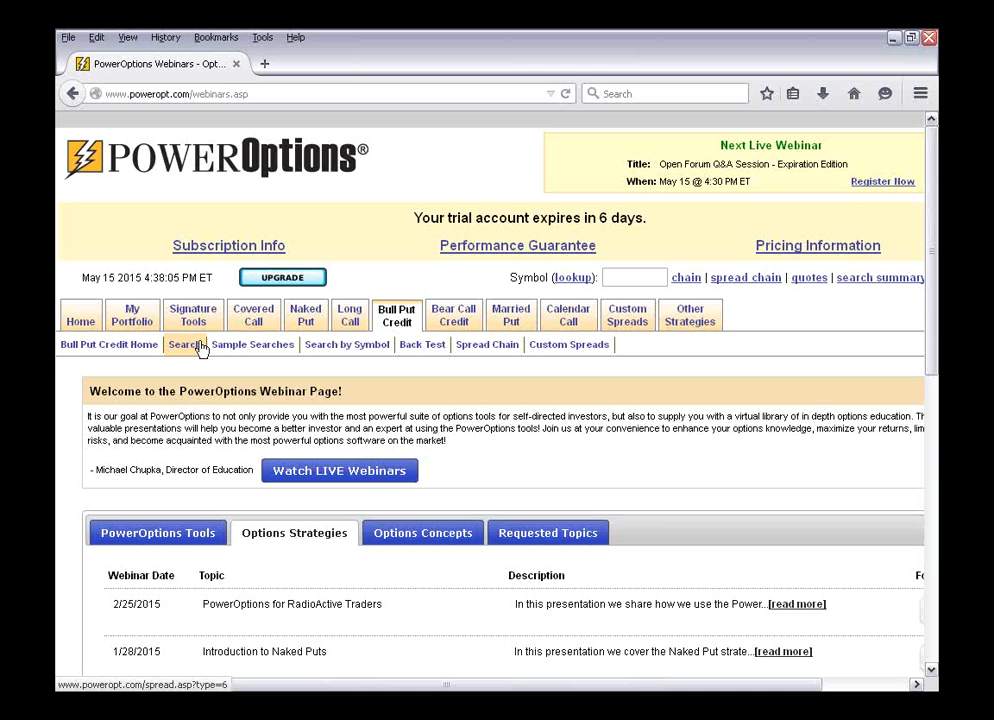 File Edit View History Bookmarks Tools Help
PowerOptions Webinars - Opt...
www.poweropt.com/webinars.asp
Search
POWEROptions®
Next Live Webinar
Title: Open Forum Q&A Session - Expiration Edition
When: May 15 @ 4:30 PM ET Register Now
Your trial account expires in 6 days.
Subscription Info Performance Guarantee Pricing Information
May 15 2015 4:38:05 PM ET UPGRADE Symbol (lookup): chain | spread chain | quotes | search summary
Home My Portfolio Signature Tools Covered Call Naked Put Long Call Bull Put Credit Bear Call Credit Married Put Calendar Call Custom Spreads Other Strategies
Bull Put Credit Home Search Sample Searches Search by Symbol Back Test Spread Chain Custom Spreads
Welcome to the PowerOptions Webinar Page!
It is our goal at PowerOptions to not only provide you with the most powerful suite of options tools for self-directed investors, but also to supply you with a virtual library of in depth options education. Th
valuable presentations will help you become a better investor and an expert at using the PowerOptions tools! Join us at your convenience to enhance your options knowledge, maximize your returns, lim
risks, and become acquainted with the most powerful options software on the market!
- Michael Chupka, Director of Education Watch LIVE Webinars
PowerOptions Tools Options Strategies Options Concepts Requested Topics
Webinar Date Topic Description Fo
2/25/2015 PowerOptions for RadioActive Traders In this presentation we share how we use the Power...[read more]
1/28/2015 Introduction to Naked Puts In this presentation we cover the Naked Put strate...[read more]
www.poweropt.com/spread.asp?type=6